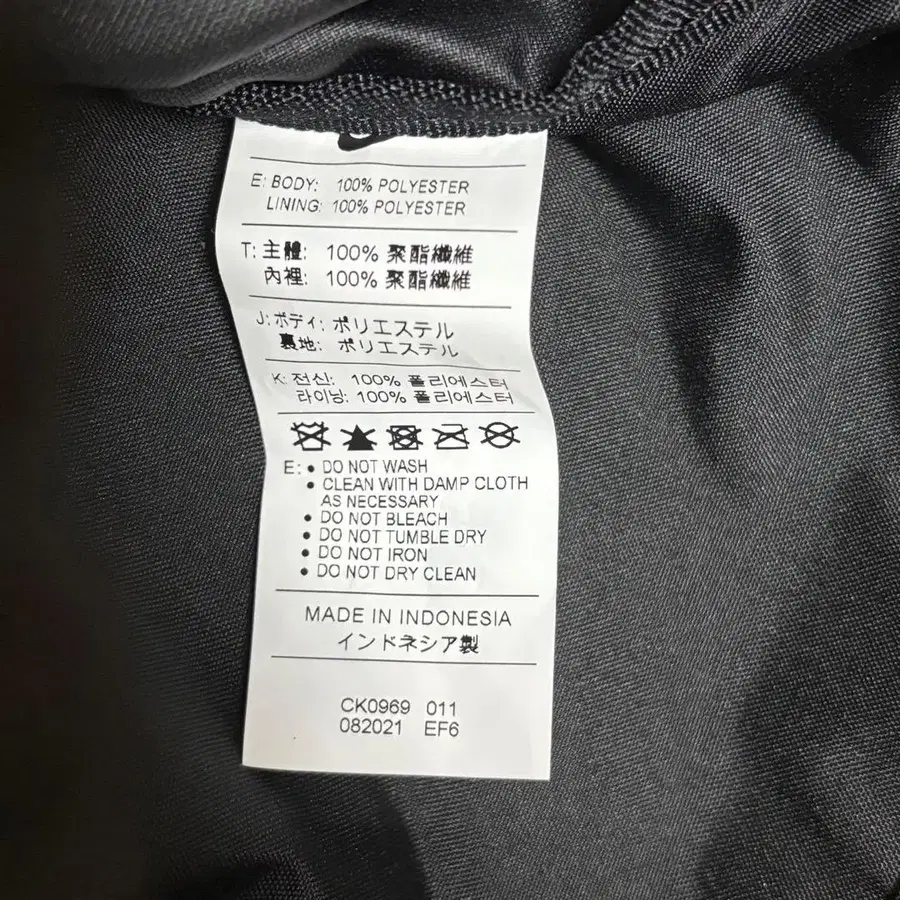 E: BODY: 100% POLYESTER
LINING: 100% POLYESTER
T: 主體: 100% 聚酯纖維
內裡: 100% 聚酯纖維
J: ボディ: ポリエステル
裏地: ポリエステル
K: 전신: 100% 폴리에스터
라이닝: 100% 폴리에스터
E: • DO NOT WASH
• CLEAN WITH DAMP CLOTH
AS NECESSARY
• DO NOT BLEACH
• DO NOT TUMBLE DRY
• DO NOT IRON
• DO NOT DRY CLEAN
MADE IN INDONESIA
インドネシア製
CK0969 011
082021 EF6